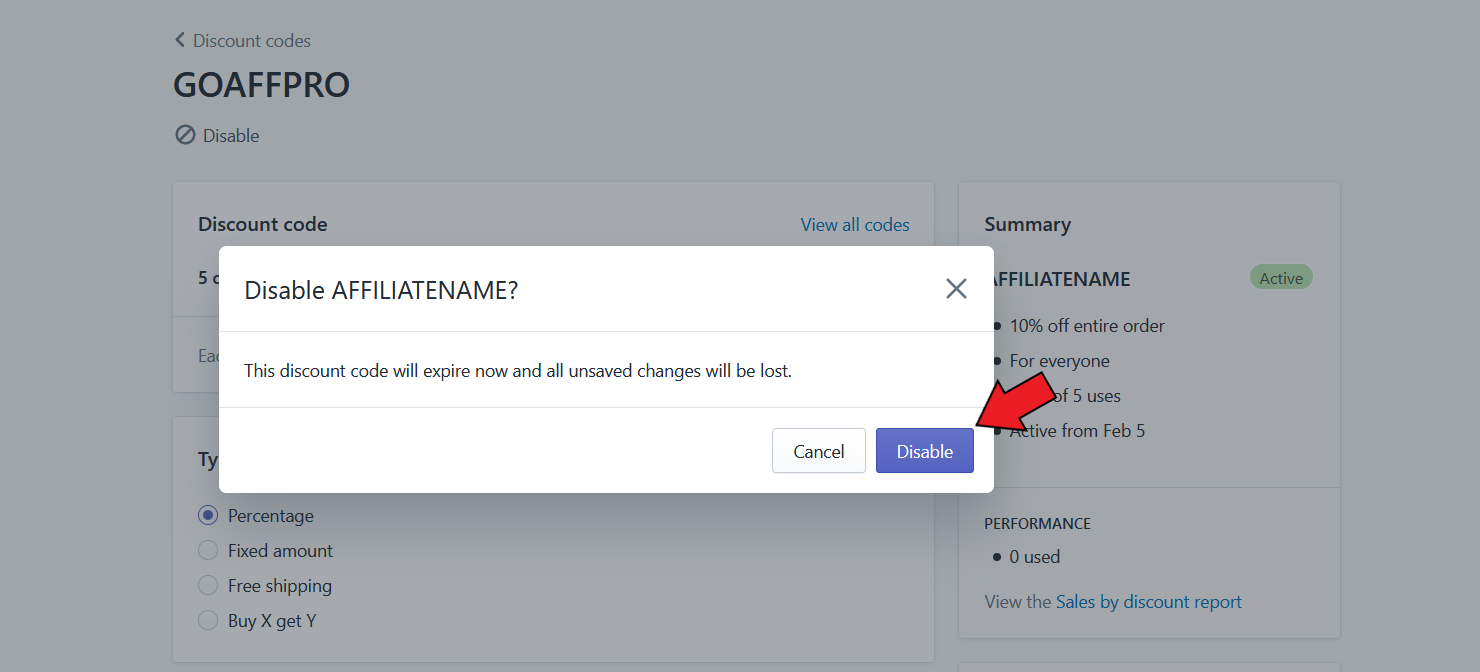 Discount codes
GOAFFPRO
Disable
Discount code
View all codes
5
Disable AFFILIATENAME?
This discount code will expire now and all unsaved changes will be lost.
Cancel
Disable
Percentage
Fixed amount
Free shipping
Buy X get Y
Summary
AFFILIATENAME
Active
10% off entire order
For everyone
of 5 uses
Active from Feb 5
PERFORMANCE
0 used
View the Sales by discount report